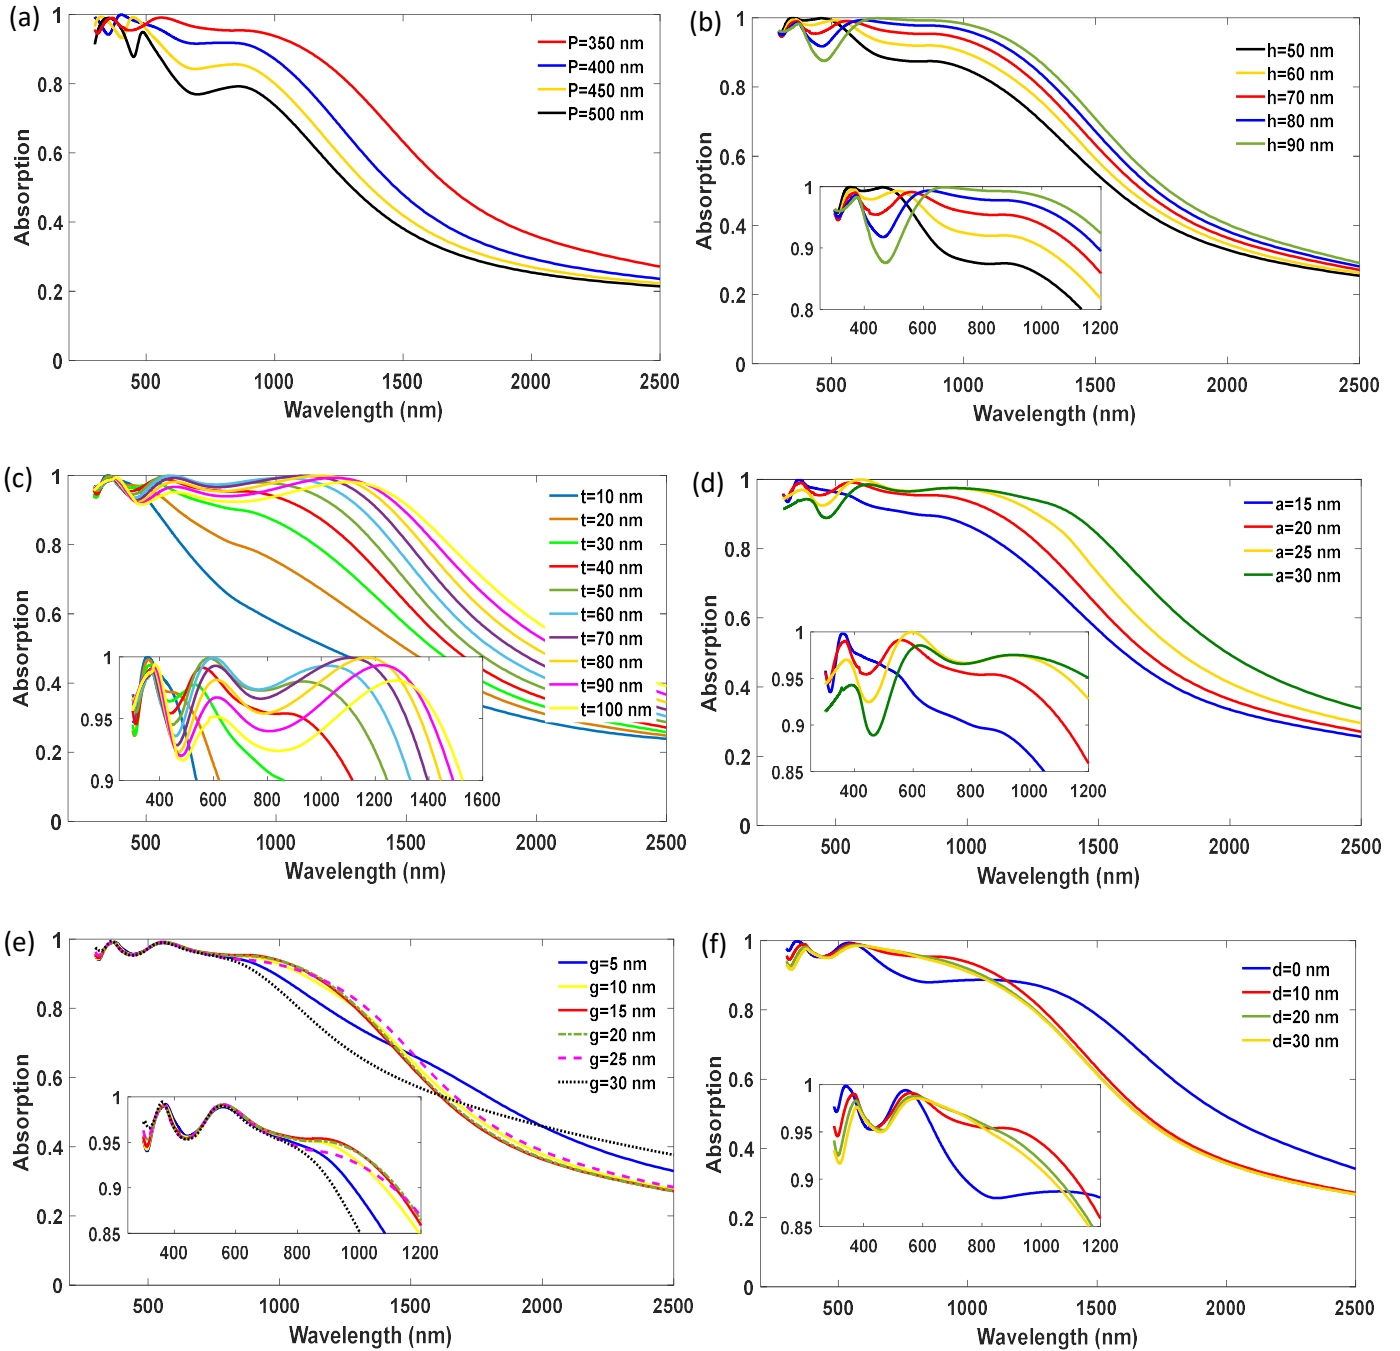 (a)
1
0.8
0.6
0.4
0.2
0
Absorption
P=350 nm
P=400 nm
P=450 nm
P=500 nm
500 1000 1500 2000 2500
Wavelength (nm)
(b)
1
0.8
0.6
0.4
0.2
0
Absorption
h=50 nm
h=60 nm
h=70 nm
h=80 nm
h=90 nm
1
0.9
0.8
400 600 800 1000 1200
500 1000 1500 2000 2500
Wavelength (nm)
(c)
1
0.8
0.6
0.4
0.2
0
Absorption
t=10 nm
t=20 nm
t=30 nm
t=40 nm
t=50 nm
t=60 nm
t=70 nm
t=80 nm
t=90 nm
t=100 nm
1
0.95
0.9
400 600 800 1000 1200 1400 1600
500 1000 1500 2000 2500
Wavelength (nm)
(d)
1
0.8
0.6
0.4
0.2
0
Absorption
a=15 nm
a=20 nm
a=25 nm
a=30 nm
1
0.95
0.9
0.85
400 600 800 1000 1200
500 1000 1500 2000 2500
Wavelength (nm)
(e)
1
0.8
0.6
0.4
0.2
0
Absorption
g=5 nm
g=10 nm
g=15 nm
g=20 nm
g=25 nm
g=30 nm
1
0.95
0.9
0.85
400 600 800 1000 1200
500 1000 1500 2000 2500
Wavelength (nm)
(f)
1
0.8
0.6
0.4
0.2
0
Absorption
d=0 nm
d=10 nm
d=20 nm
d=30 nm
1
0.95
0.9
0.85
400 600 800 1000 1200
500 1000 1500 2000 2500
Wavelength (nm)